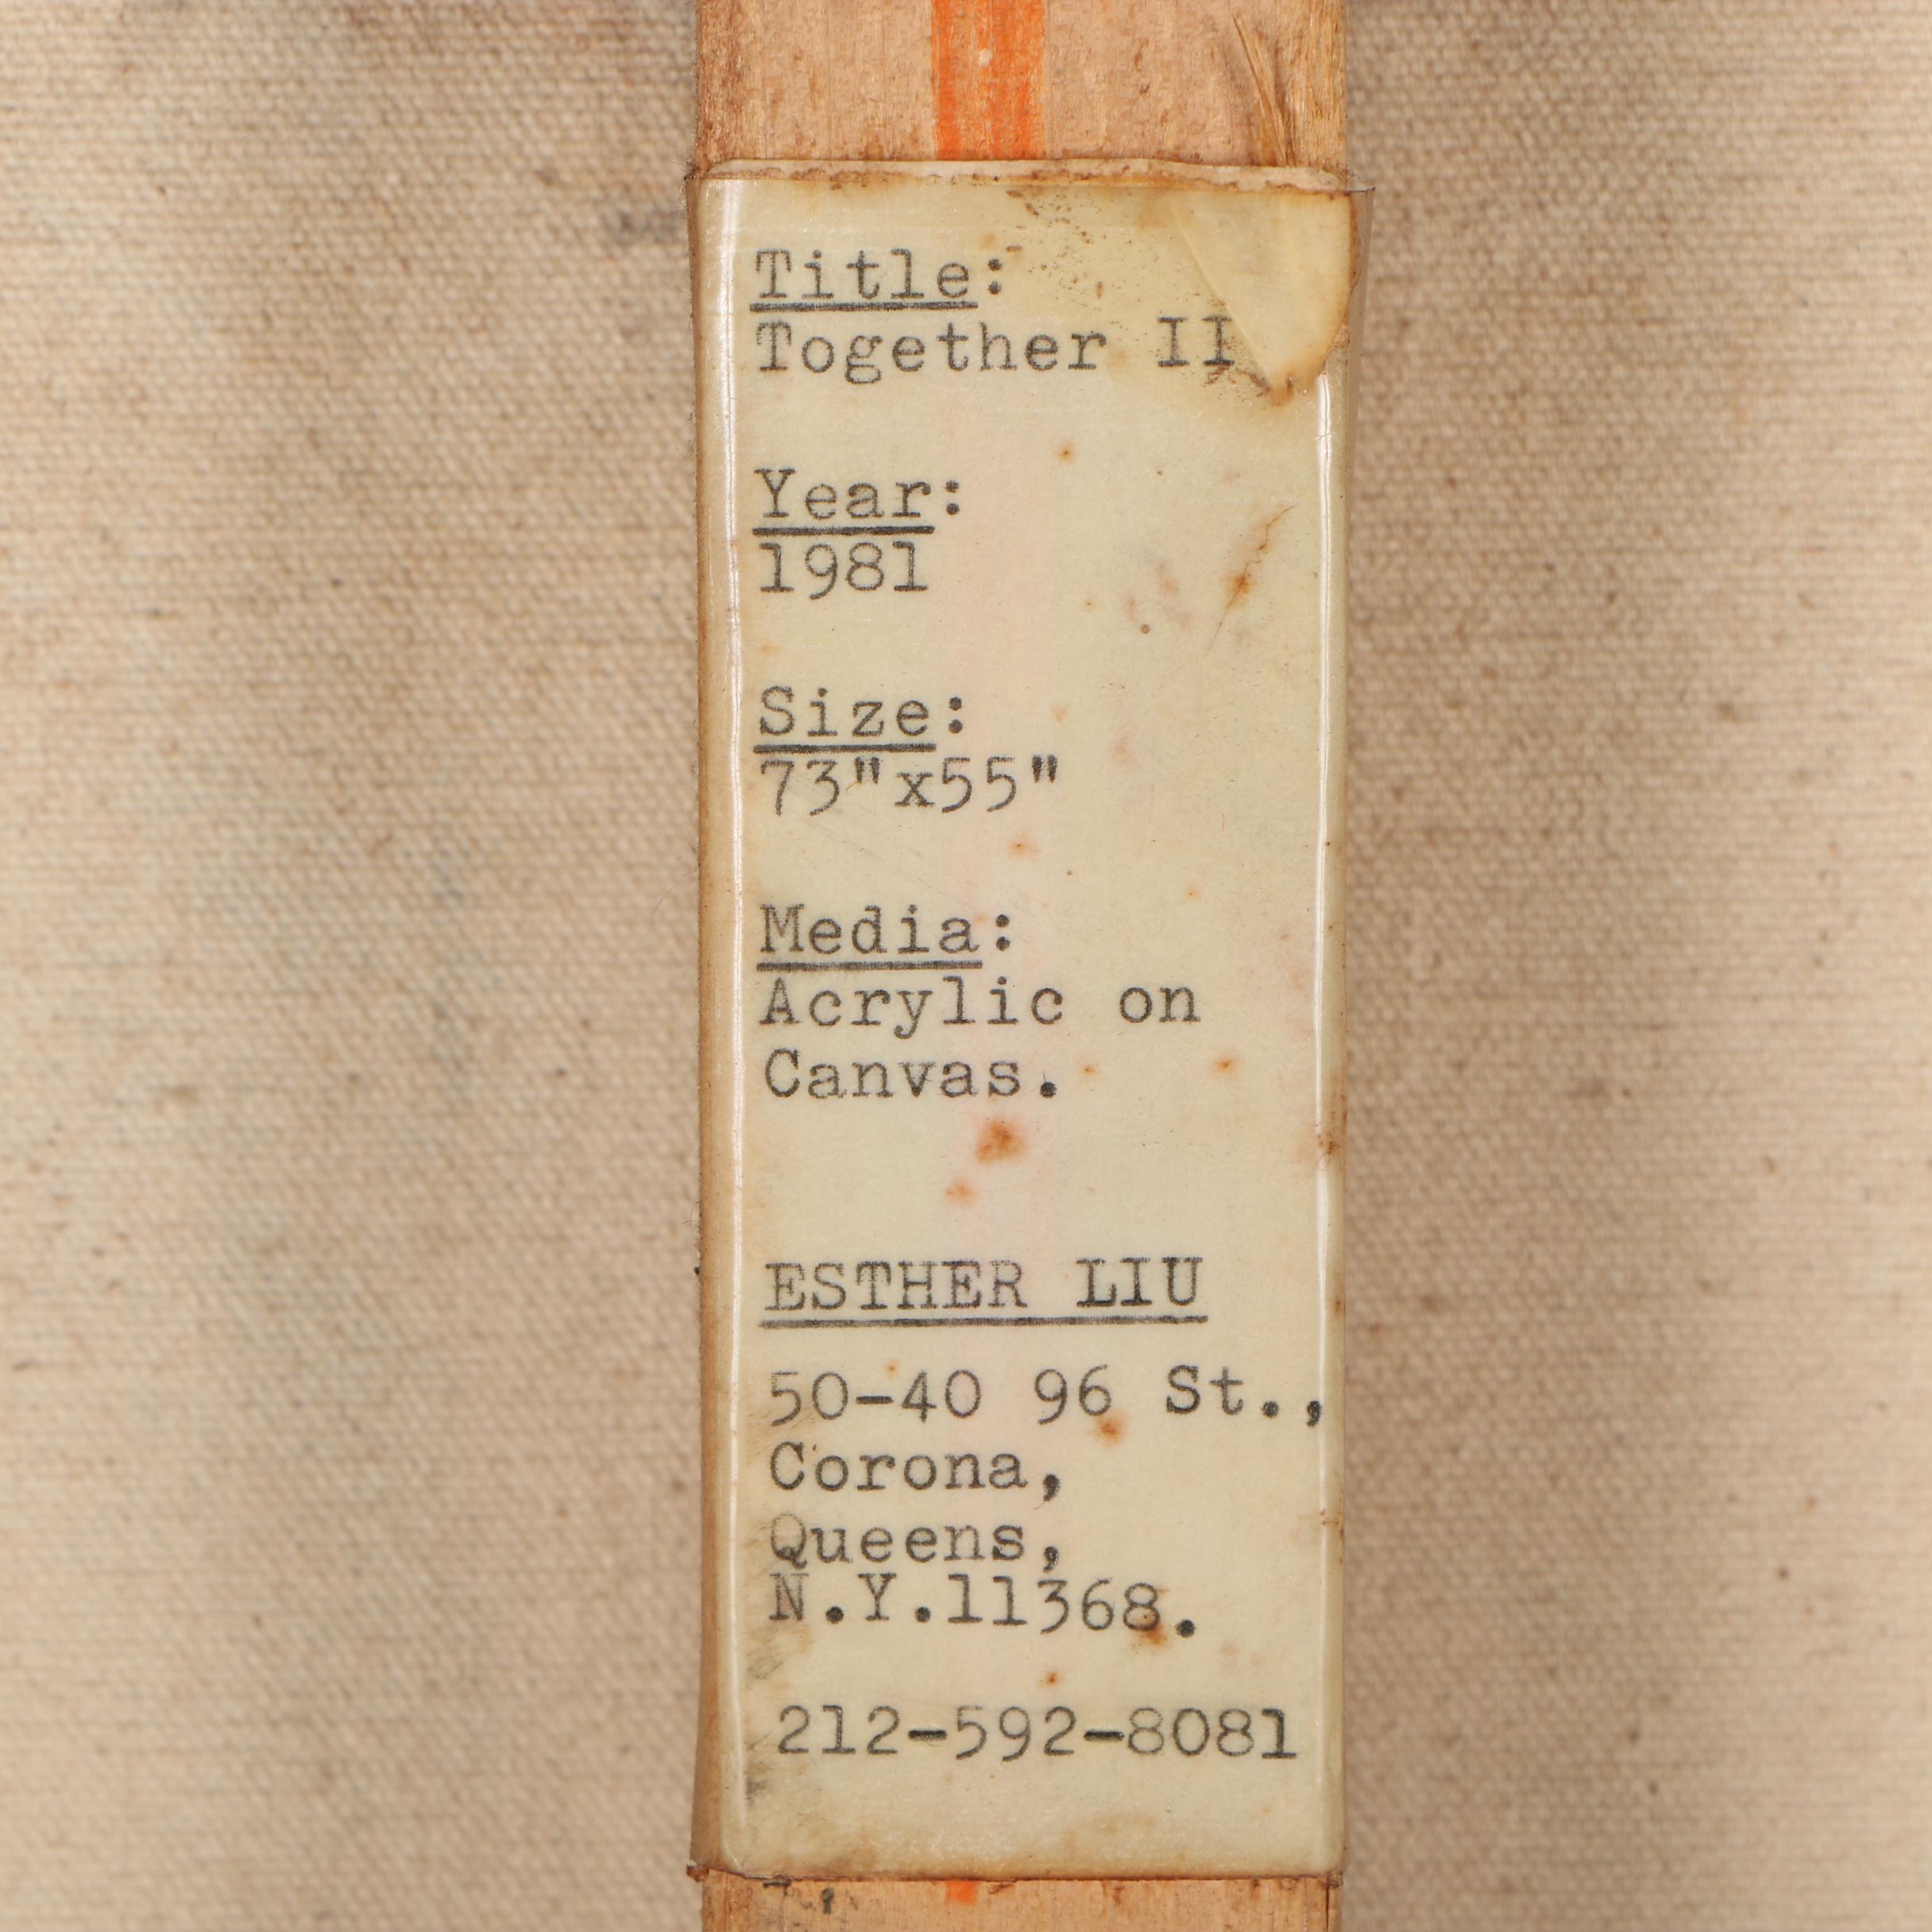 Title:
Together II
Year:
1981
Size:
73"x55"
Media:
Acrylic on
Canvas.
ESTHER LIU
50-40 96 St.,
Corona,
Queens,
N.Y.11368.
212-592-8081